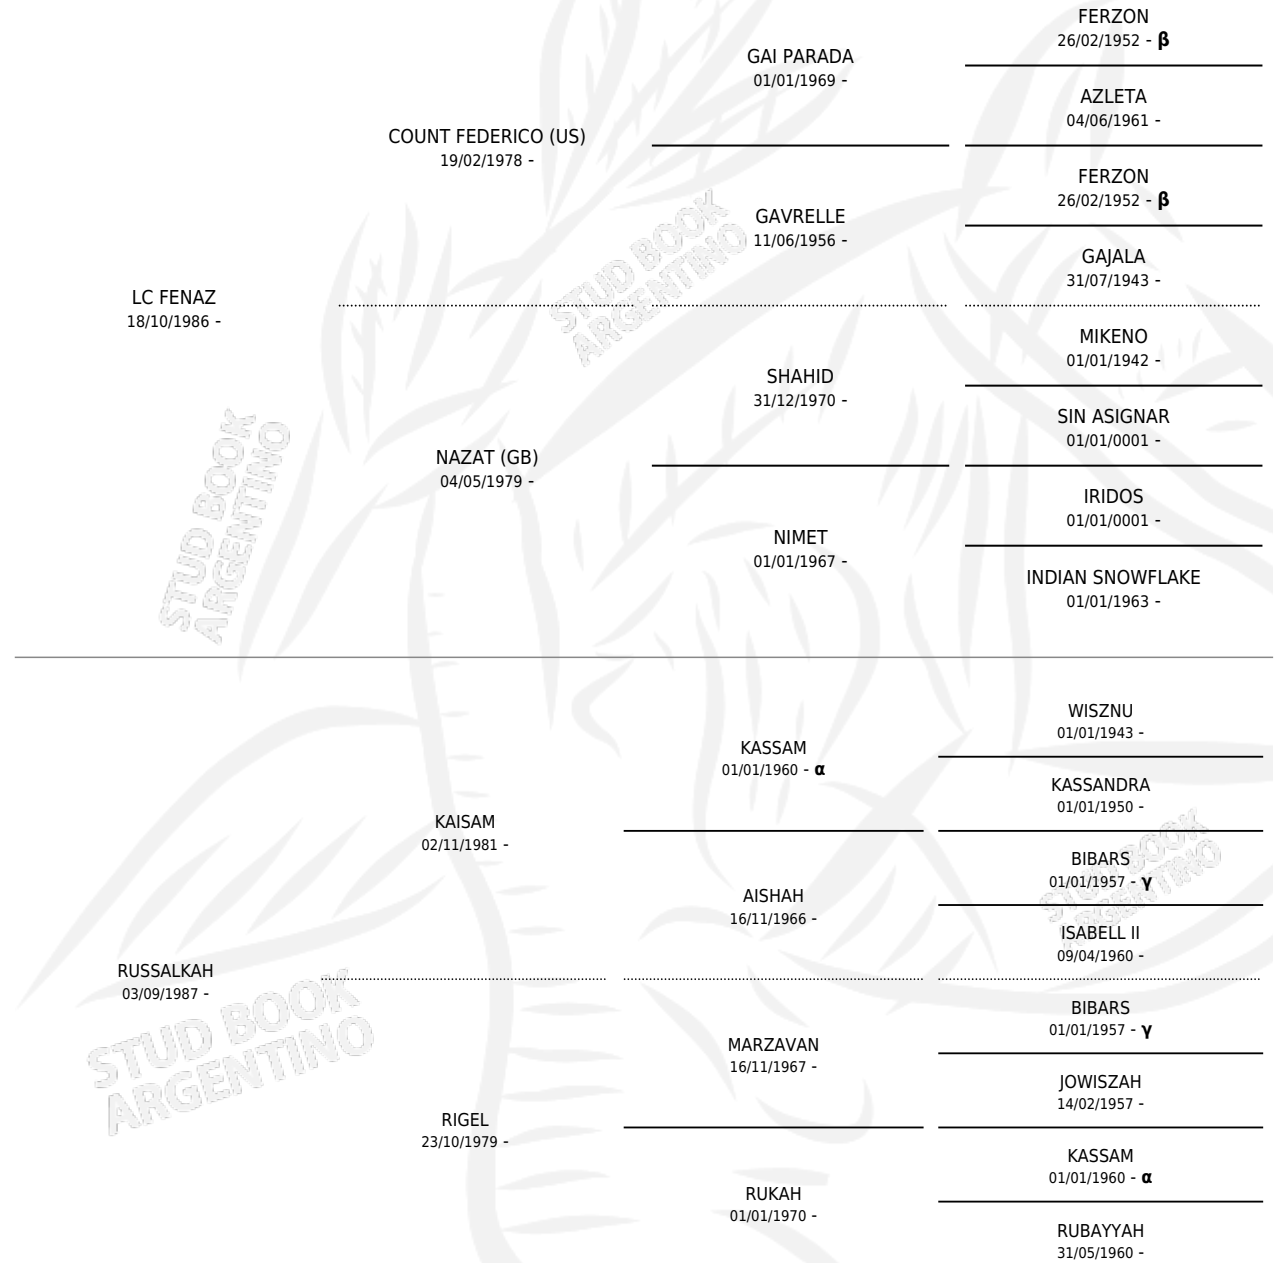 FERZON
26/02/1952 - β
GAI PARADA
01/01/1969 -
AZLETA
04/06/1961 -
COUNT FEDERICO (US)
19/02/1978 -
FERZON
26/02/1952 - β
GAVRELLE
11/06/1956 -
GAJALA
31/07/1943 -
LC FENAZ
18/10/1986 -
MIKENO
01/01/1942 -
SHAHID
31/12/1970 -
SIN ASIGNAR
01/01/0001 -
NAZAT (GB)
04/05/1979 -
IRIDOS
01/01/0001 -
NIMET
01/01/1967 -
INDIAN SNOWFLAKE
01/01/1963 -
WISZNU
01/01/1943 -
KASSAM
01/01/1960 - α
KASSANDRA
01/01/1950 -
KAISAM
02/11/1981 -
BIBARS
01/01/1957 - γ
AISHAH
16/11/1966 -
ISABELL II
09/04/1960 -
RUSSALKAH
03/09/1987 -
BIBARS
01/01/1957 - γ
MARZAVAN
16/11/1967 -
JOWISZAH
14/02/1957 -
RIGEL
23/10/1979 -
KASSAM
01/01/1960 - α
RUKAH
01/01/1970 -
RUBAYYAH
31/05/1960 -
STUD BOOK
ARGENTINO
STUD BOOK
ARGENTINO
STUD BOOK
ARGENTINO
STUD BOOK
ARGENTINO